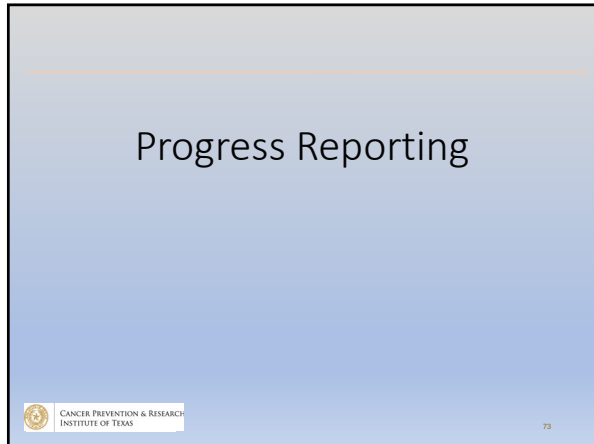 Progress Reporting
CANCER PREVENTION & RESEARCH
INSTITUTE OF TEXAS
73